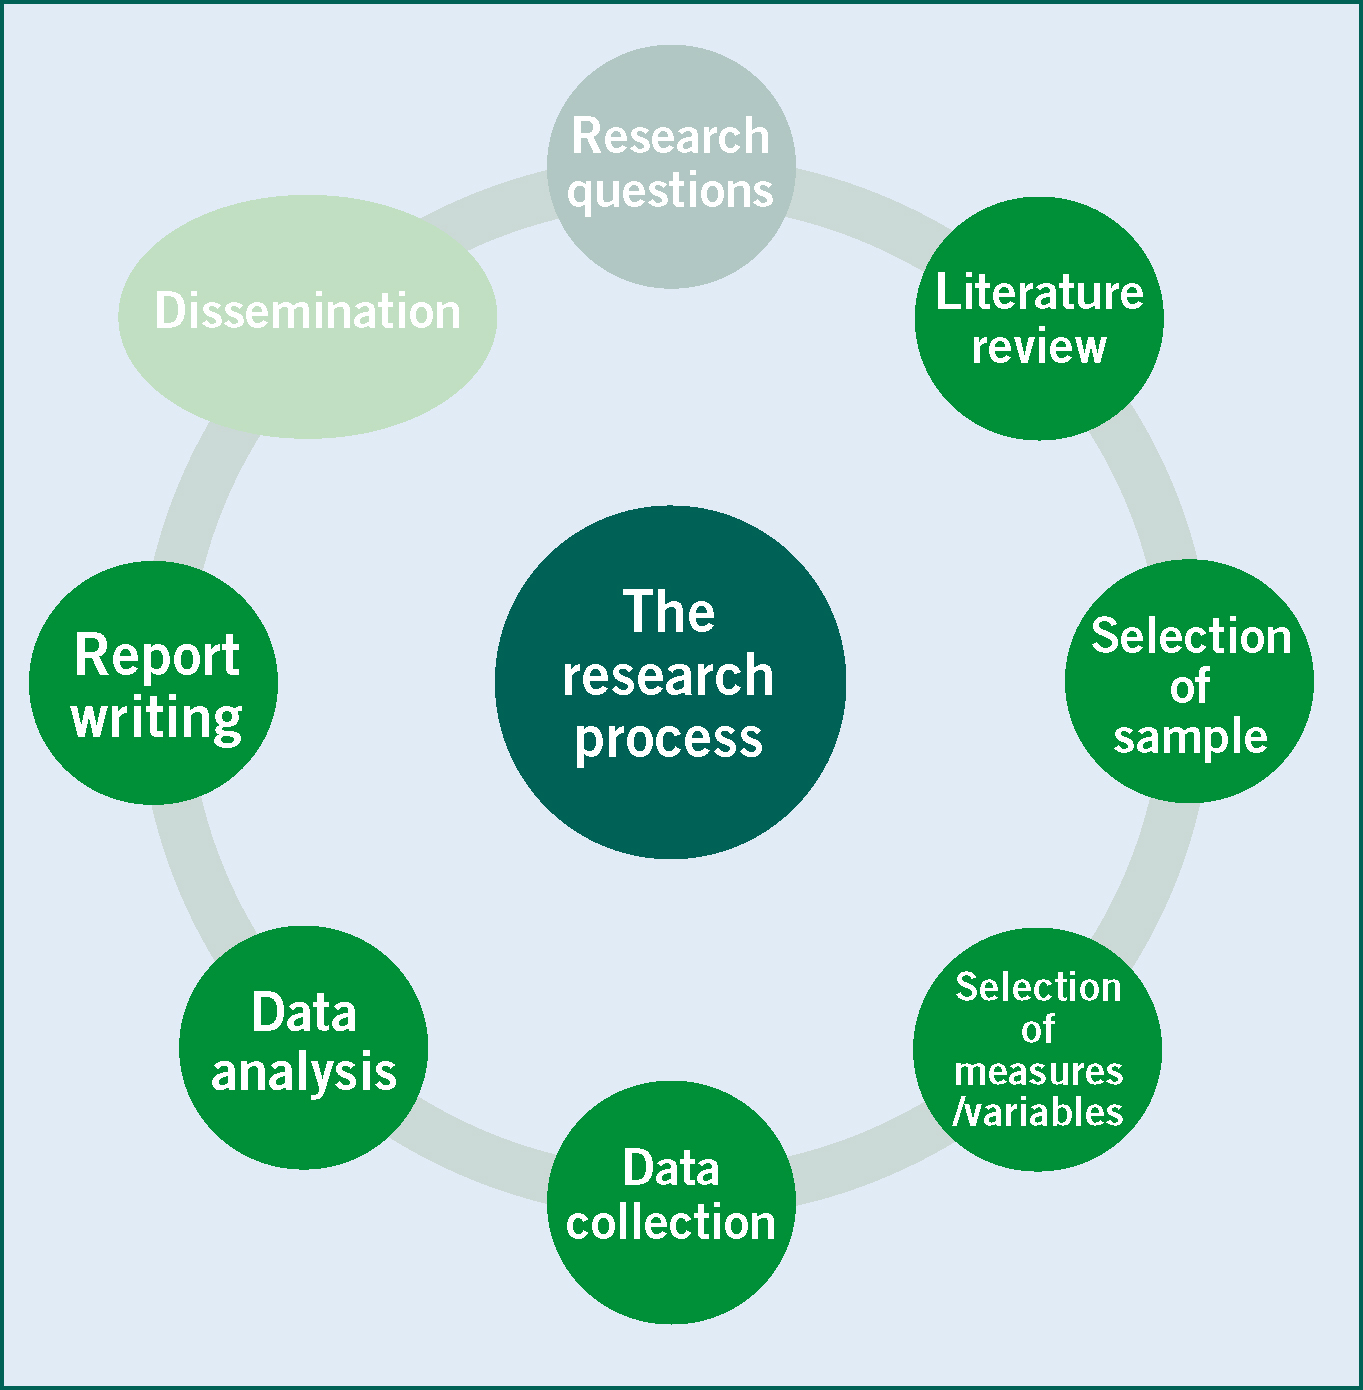 Research
questions
Literature
review
Selection
of
sample
Selection
of
measures
/variables
Data
collection
Data
analysis
Report
writing
Dissemination
The
research
process